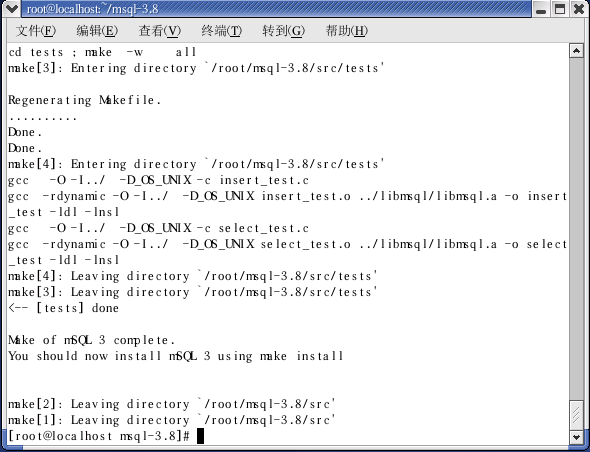 root@localhost:~/msql-3.8
文件(F) 编辑(E) 查看(V) 终端(T) 转到(G) 帮助(H)
cd tests ; make -w all
make[3]: Entering directory `/root/msql-3.8/src/tests'
Regenerating Makefile.
..........
Done.
Done.
make[4]: Entering directory `/root/msql-3.8/src/tests'
gcc -O -I../ -D_OS_UNIX -c insert_test.c
gcc -rdynamic -O -I../ -D_OS_UNIX insert_test.o ../libmsql/libmsql.a -o insert
_test -ldl -lnsl
gcc -O -I../ -D_OS_UNIX -c select_test.c
gcc -rdynamic -O -I../ -D_OS_UNIX select_test.o ../libmsql/libmsql.a -o select
_test -ldl -lnsl
make[4]: Leaving directory `/root/msql-3.8/src/tests'
make[3]: Leaving directory `/root/msql-3.8/src/tests'
<-- [tests] done
Make of mSQL 3 complete.
You should now install mSQL 3 using make install
make[2]: Leaving directory `/root/msql-3.8/src'
make[1]: Leaving directory `/root/msql-3.8/src'
[root@localhost msql-3.8]#